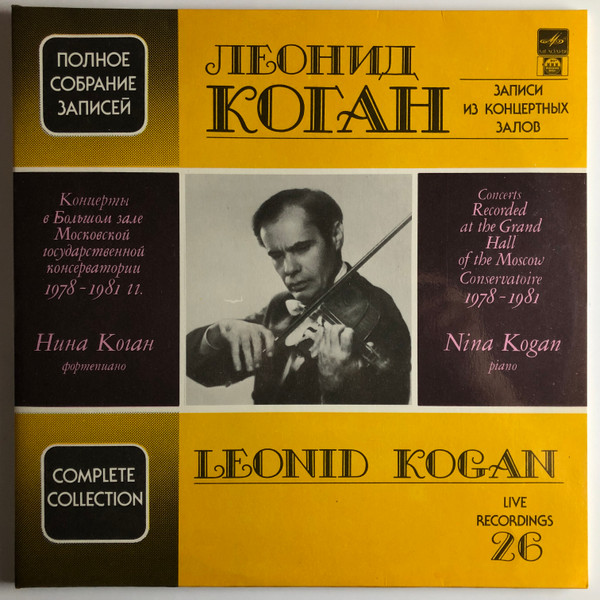 ПОЛНОЕ
СОБРАНИЕ
ЗАПИСЕЙ
ЛЕОНИД
КОГАН
ЗАПИСИ
ИЗ КОНЦЕРТНЫХ
ЗАЛОВ
Концерты
в Большом зале
Московской
государственной
консерватории
1978-1981 гг.
Нина Коган
фортепиано
Concerts
Recorded
at the Grand
Hall
of the Moscow
Conservatoire
1978-1981
Nina Kogan
piano
COMPLETE
COLLECTION
LEONID KOGAN
LIVE
RECORDINGS
26